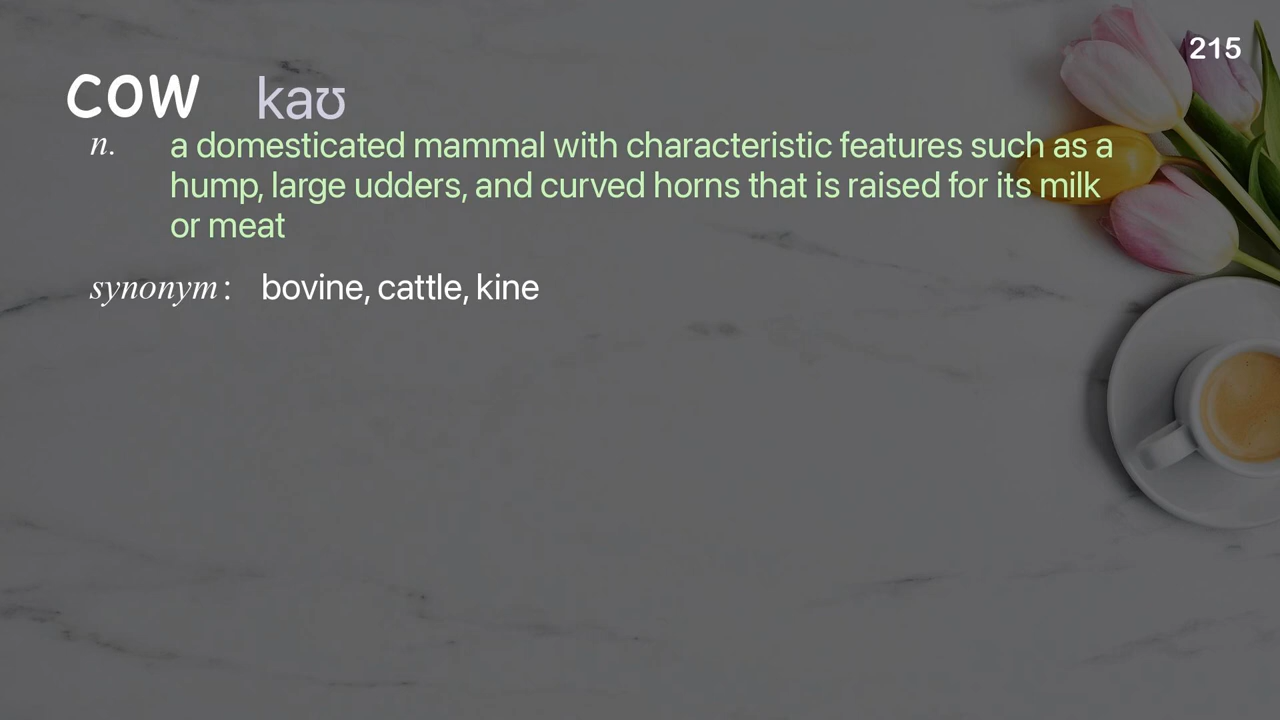 215
cow kaʊ
n. a domesticated mammal with characteristic features such as a
hump, large udders, and curved horns that is raised for its milk
or meat
synonym: bovine, cattle, kine